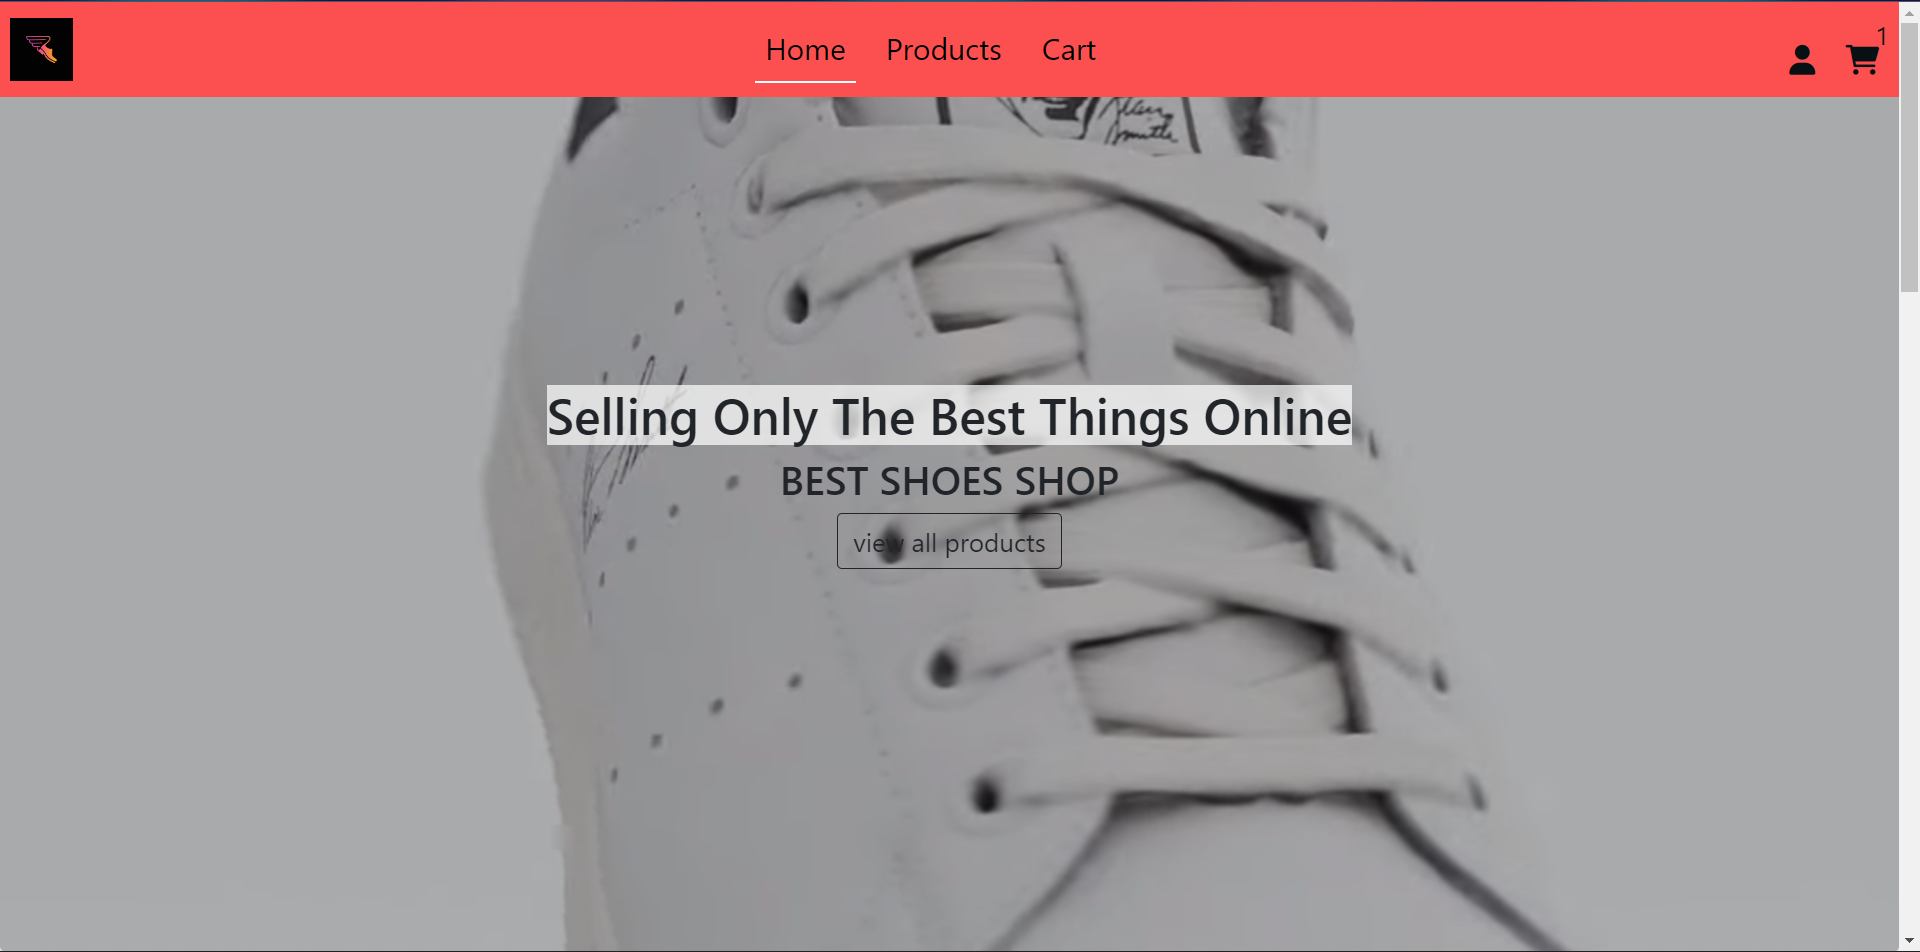 Home Products Cart
1
Selling Only The Best Things Online
BEST SHOES SHOP
view all products